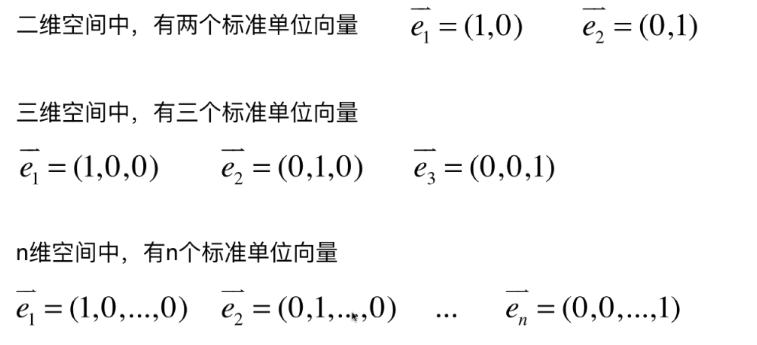 二维空间中，有两个标准单位向量 $\overrightarrow{e_1} = (1,0)$ $\overrightarrow{e_2} = (0,1)$
三维空间中，有三个标准单位向量
$\overrightarrow{e_1} = (1,0,0)$ $\overrightarrow{e_2} = (0,1,0)$ $\overrightarrow{e_3} = (0,0,1)$
n维空间中，有n个标准单位向量
$\overrightarrow{e_1} = (1,0,...,0)$ $\overrightarrow{e_2} = (0,1,...,0)$ ... $\overrightarrow{e_n} = (0,0,...,1)$